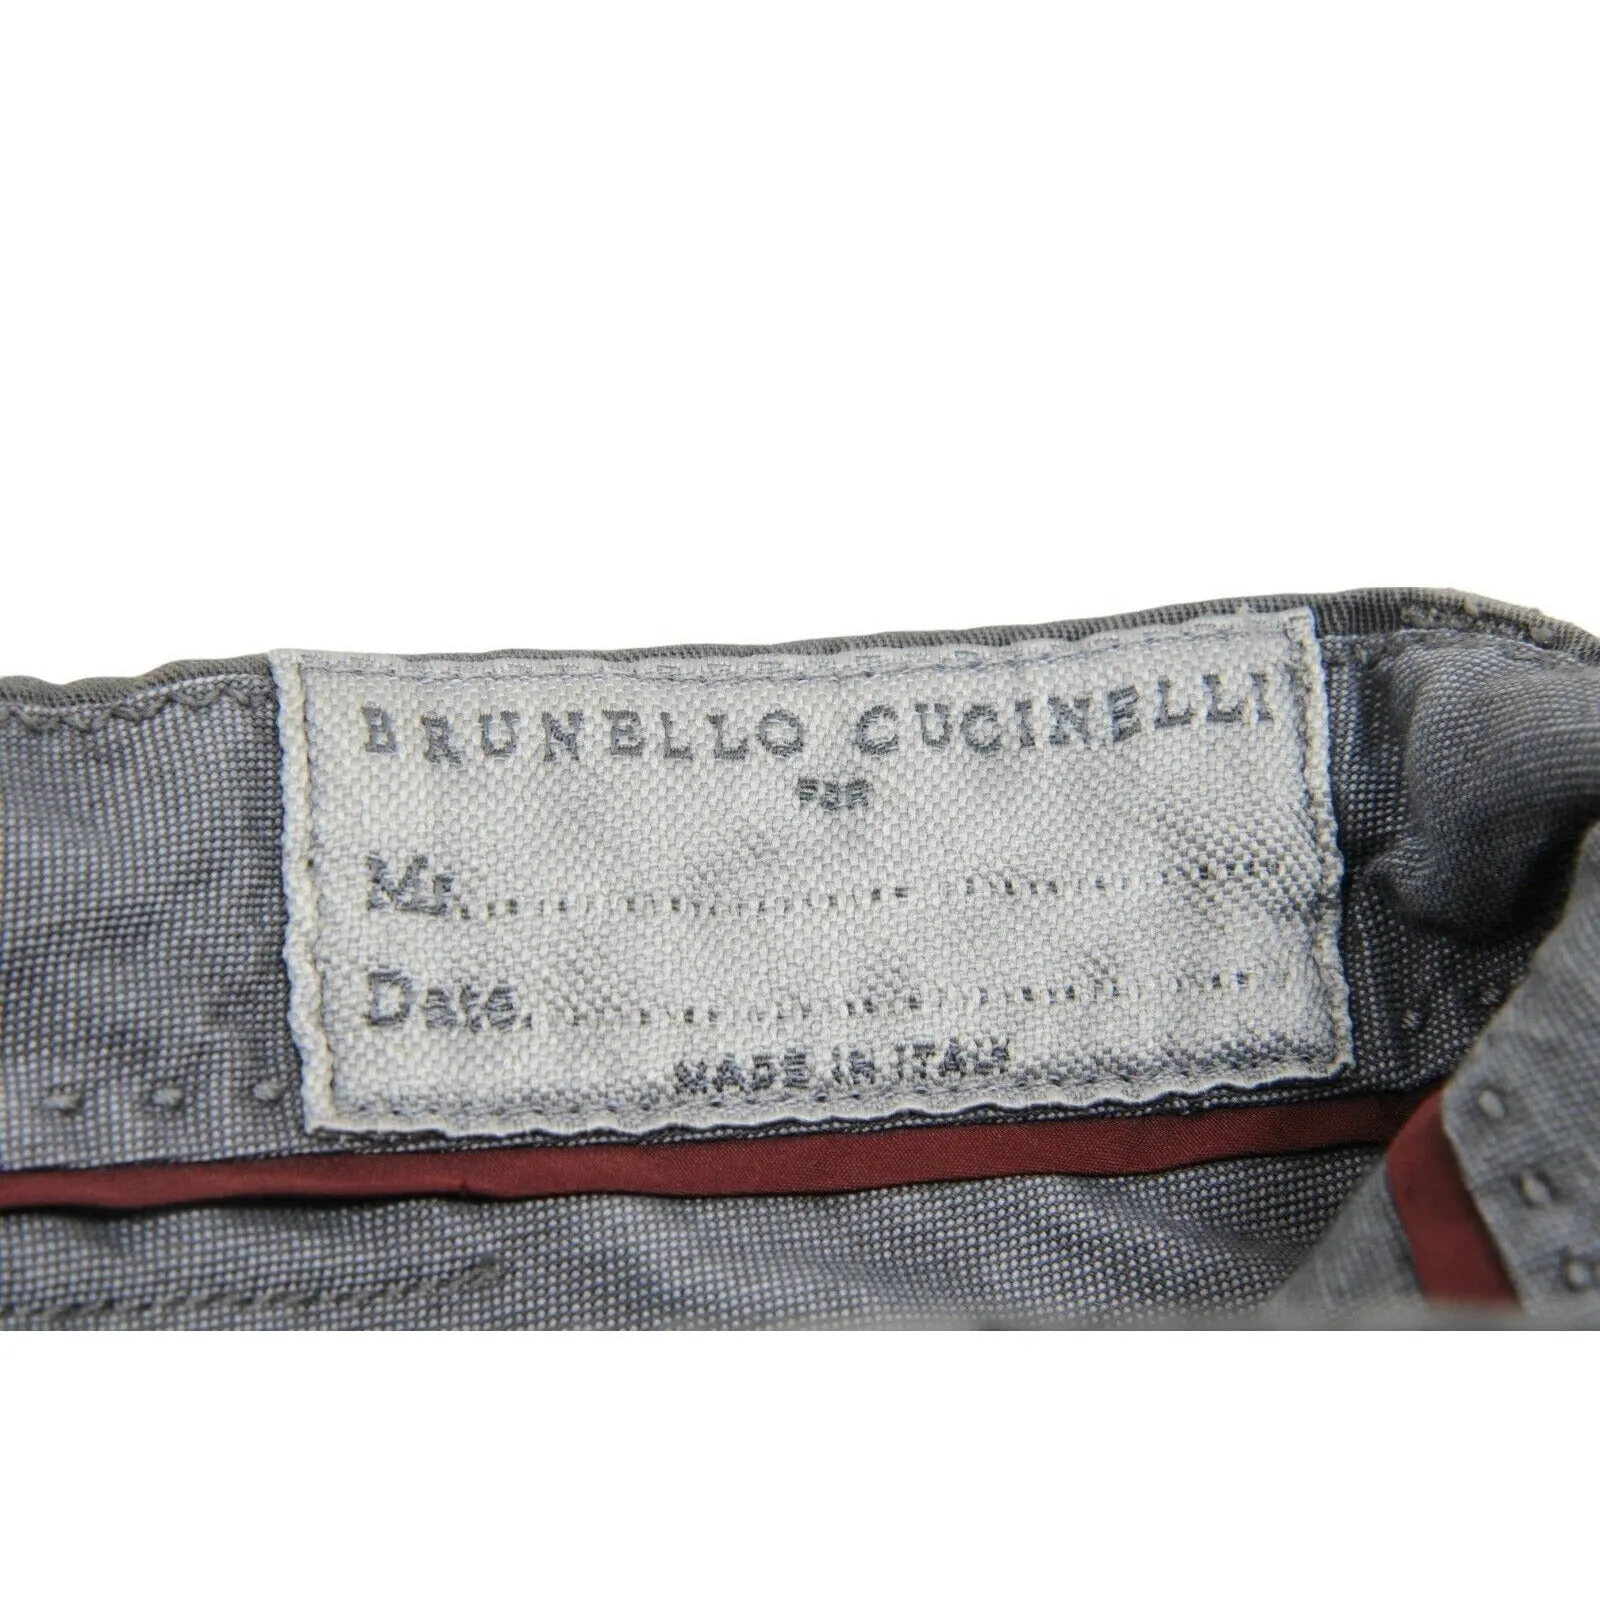 BRUNELLO CUCINELLI
FOR
Mr..............................
Date..............................
MADE IN ITALY